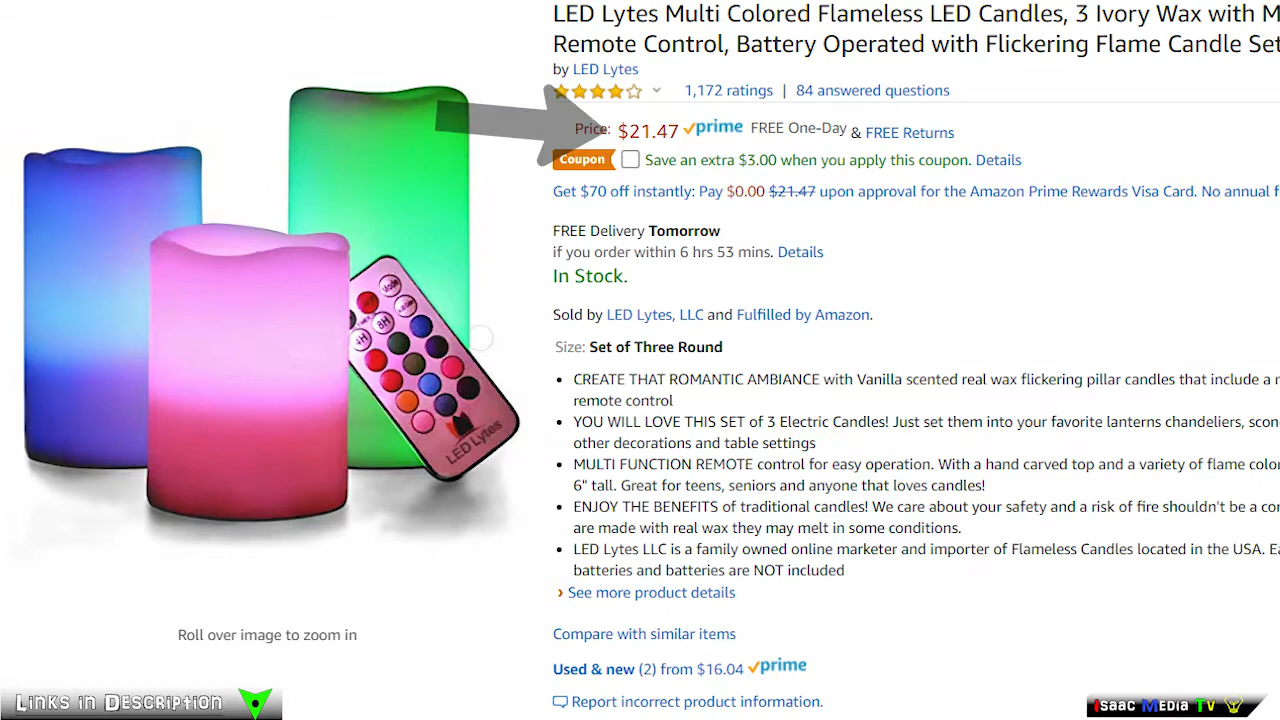 LED Lytes Multi Colored Flameless LED Candles, 3 Ivory Wax with M
Remote Control, Battery Operated with Flickering Flame Candle Set
by LED Lytes
1,172 ratings | 84 answered questions
Price: $21.47 prime FREE One-Day & FREE Returns
Coupon Save an extra $3.00 when you apply this coupon. Details
Get $70 off instantly: Pay $0.00 $21.47 upon approval for the Amazon Prime Rewards Visa Card. No annual f
FREE Delivery Tomorrow
if you order within 6 hrs 53 mins. Details
In Stock.
Sold by LED Lytes, LLC and Fulfilled by Amazon.
Size: Set of Three Round
• CREATE THAT ROMANTIC AMBIANCE with Vanilla scented real wax flickering pillar candles that include a
remote control
• YOU WILL LOVE THIS SET of 3 Electric Candles! Just set them into your favorite lanterns chandeliers, scon
other decorations and table settings
• MULTI FUNCTION REMOTE control for easy operation. With a hand carved top and a variety of flame colo
6" tall. Great for teens, seniors and anyone that loves candles!
• ENJOY THE BENEFITS of traditional candles! We care about your safety and a risk of fire shouldn't be a co
are made with real wax they may melt in some conditions.
• LED Lytes LLC is a family owned online marketer and importer of Flameless Candles located in the USA. Ea
batteries and batteries are NOT included
› See more product details
Compare with similar items
Used & new (2) from $16.04 prime
Report incorrect product information.
4H
8H
LED Lytes
Roll over image to zoom in
Links in Description
Isaac Media Tv